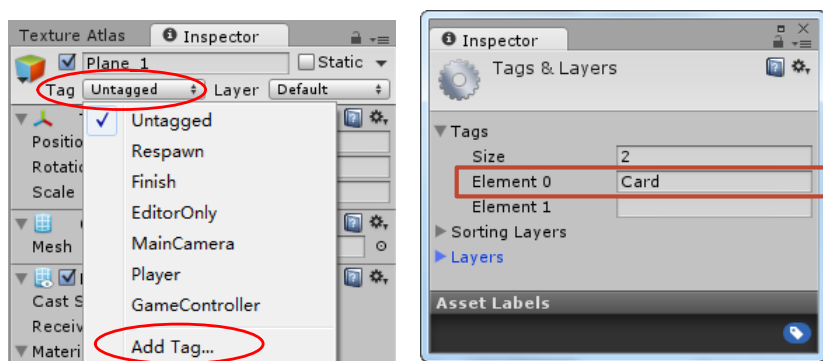 Texture Atlas Inspector
Plane_1 Static
Tag Untagged Layer Default
Untagged
Positio
Respawn
Rotati
Finish
Scale
EditorOnly
MainCamera
Mesh
Player
Cast S
GameController
Receiv
Add Tag...
Materi
Inspector
Tags & Layers
Tags
Size 2
Element 0 Card
Element 1
Sorting Layers
Layers
Asset Labels